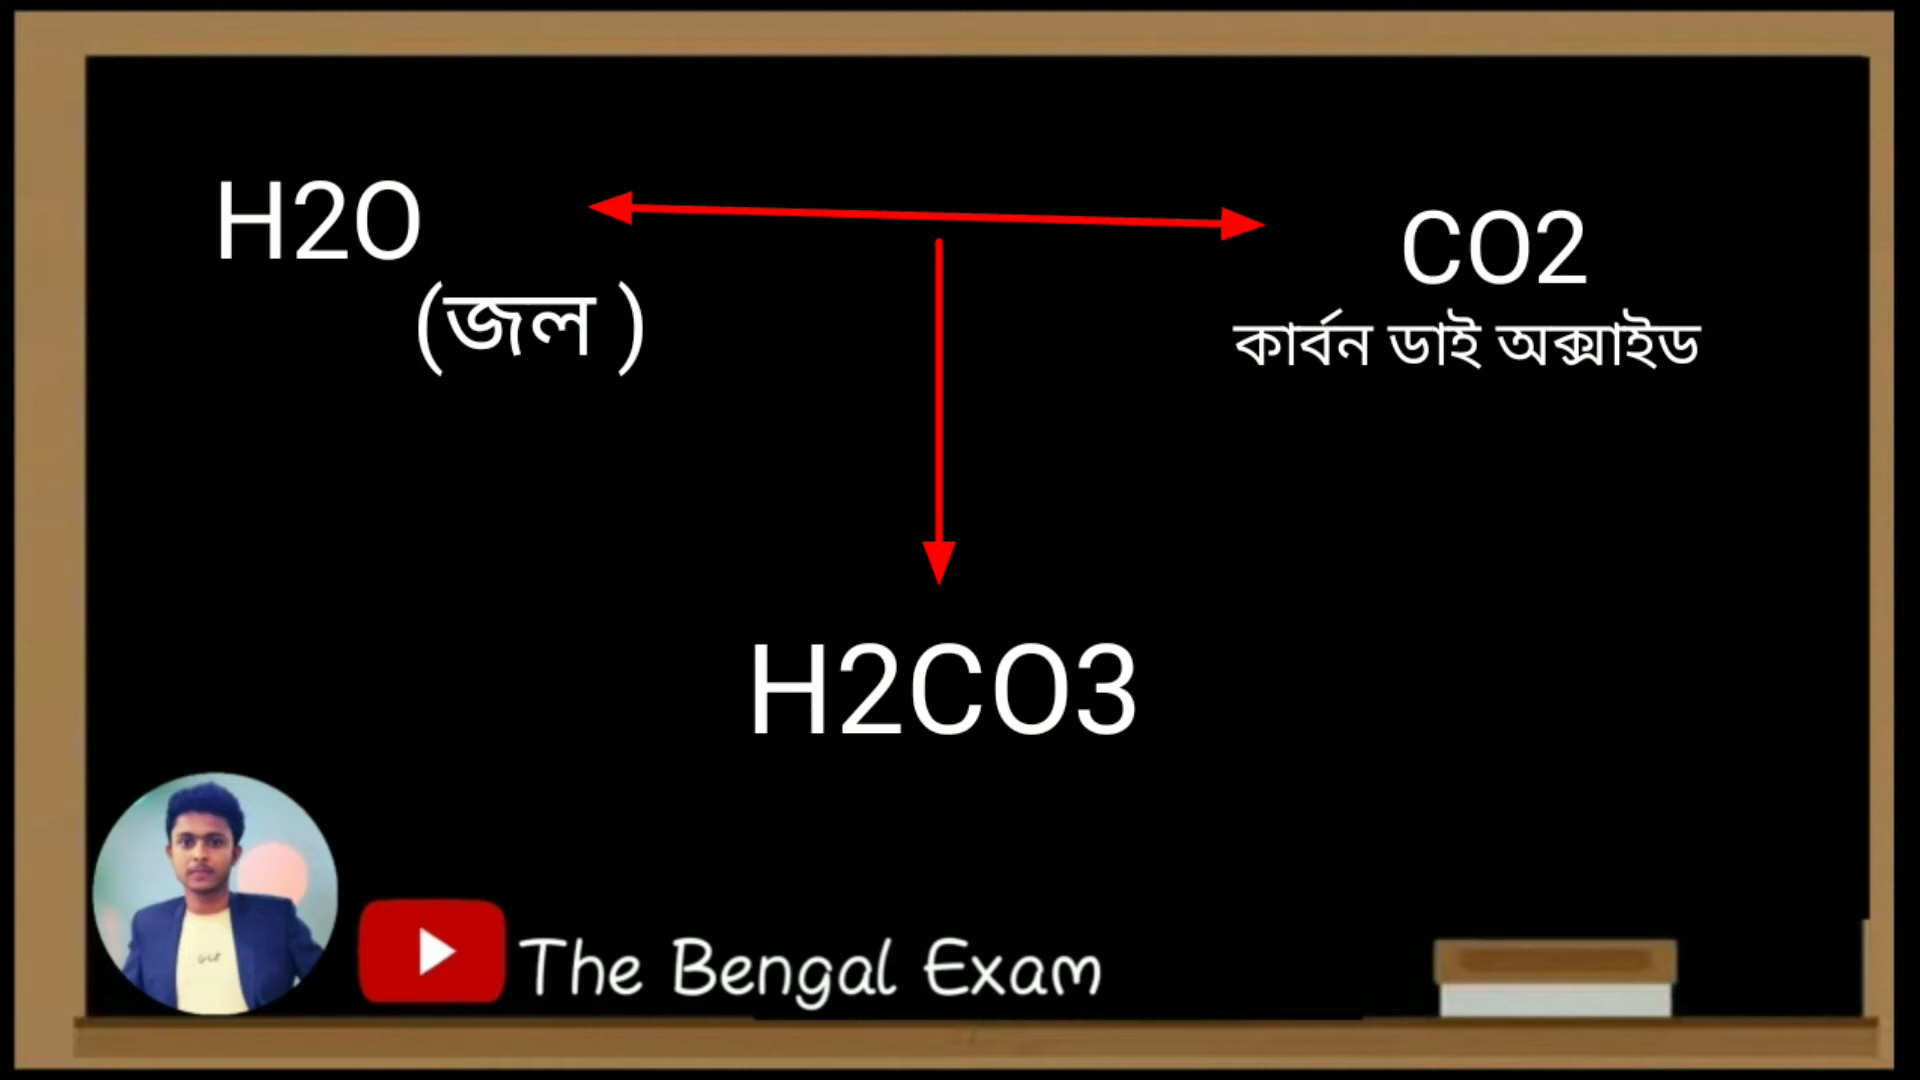 H2O
(জল )
CO2
কার্বন ডাই অক্সাইড
H2CO3
The Bengal Exam